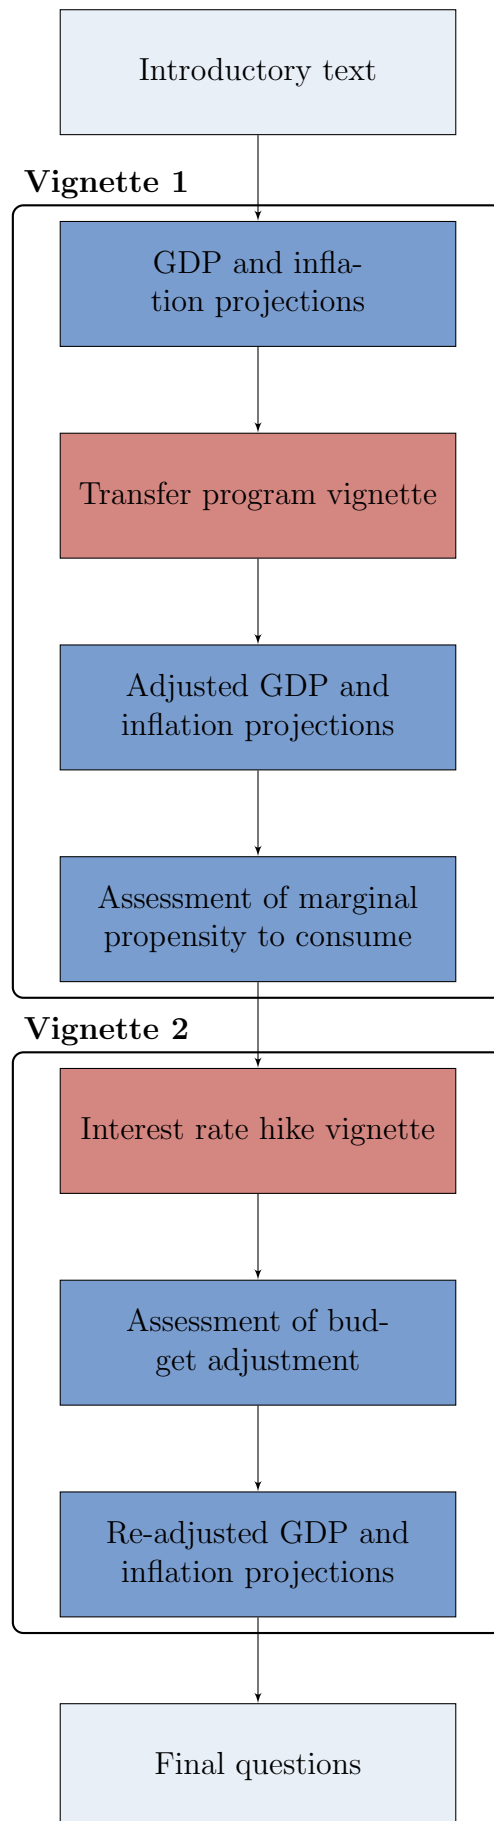 Introductory text
Vignette 1
GDP and infla-
tion projections
Transfer program vignette
Adjusted GDP and
inflation projections
Assessment of marginal
propensity to consume
Vignette 2
Interest rate hike vignette
Assessment of bud-
get adjustment
Re-adjusted GDP and
inflation projections
Final questions